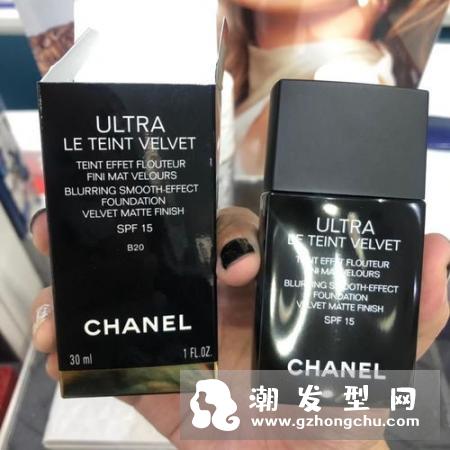 ULTRA
LE TEINT VELVET
TEINT EFFET FLOUTEUR
FINI MAT VELOURS
BLURRING SMOOTH-EFFECT
FOUNDATION
VELVET MATTE FINISH
SPF 15
B20
CHANEL
30 ml 1 FL.OZ.
ULTRA
LE TEINT VELVET
TEINT EFFET FLOUTEUR
FINI MAT VELOURS
BLURRING SMOOTH-EFFECT
FOUNDATION
VELVET MATTE FINISH
SPF 15
CHANEL
潮发型网
www.gzhongchu.com